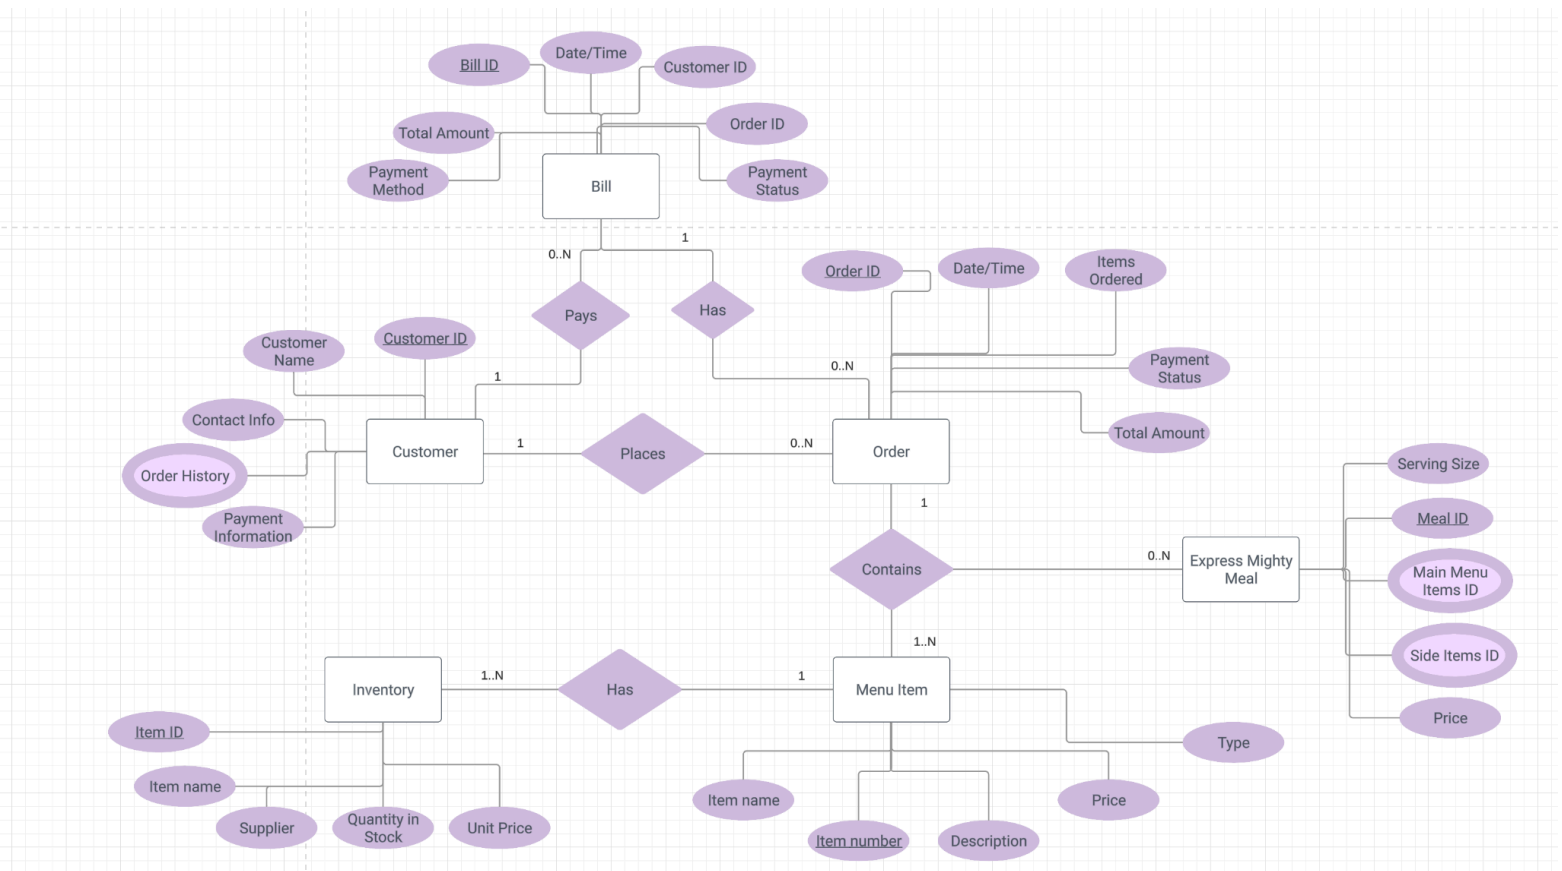 Bill ID
Date/Time
Customer ID
Total Amount
Order ID
Payment
Method
Payment
Status
Bill
0..N
1
Pays
Has
Order ID
Date/Time
Items
Ordered
Customer
Name
Customer ID
1
0..N
Payment
Status
Contact Info
Total Amount
Order History
Payment
Information
Customer
1
Places
0..N
Order
1
Contains
0..N
Express Mighty
Meal
Serving Size
Meal ID
Main Menu
Items ID
Side Items ID
Price
1..N
Inventory
1..N
Has
1
Menu Item
Item ID
Item name
Supplier
Quantity in
Stock
Unit Price
Type
Item name
Price
Item number
Description